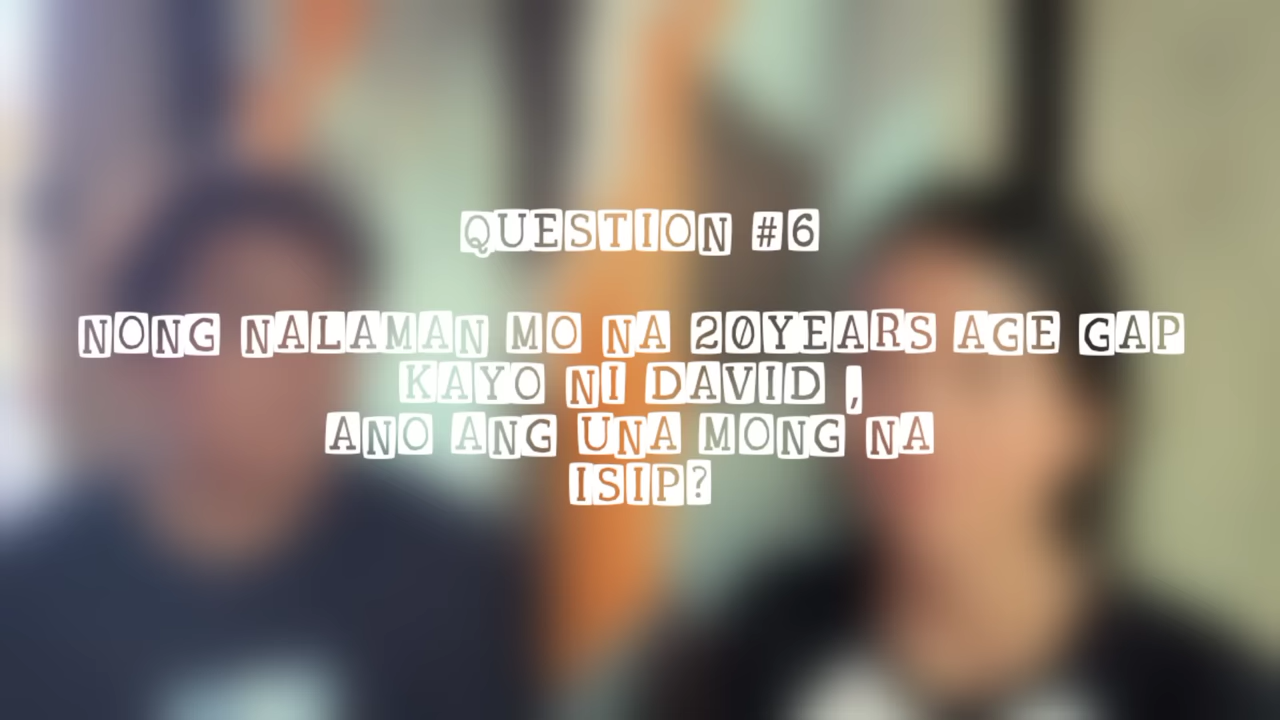 QUESTION #6
NONG NALAMAN MO NA 20YEARS AGE GAP
KAYO NI DAVID ,
ANO ANG UNA MONG NA
ISIP?